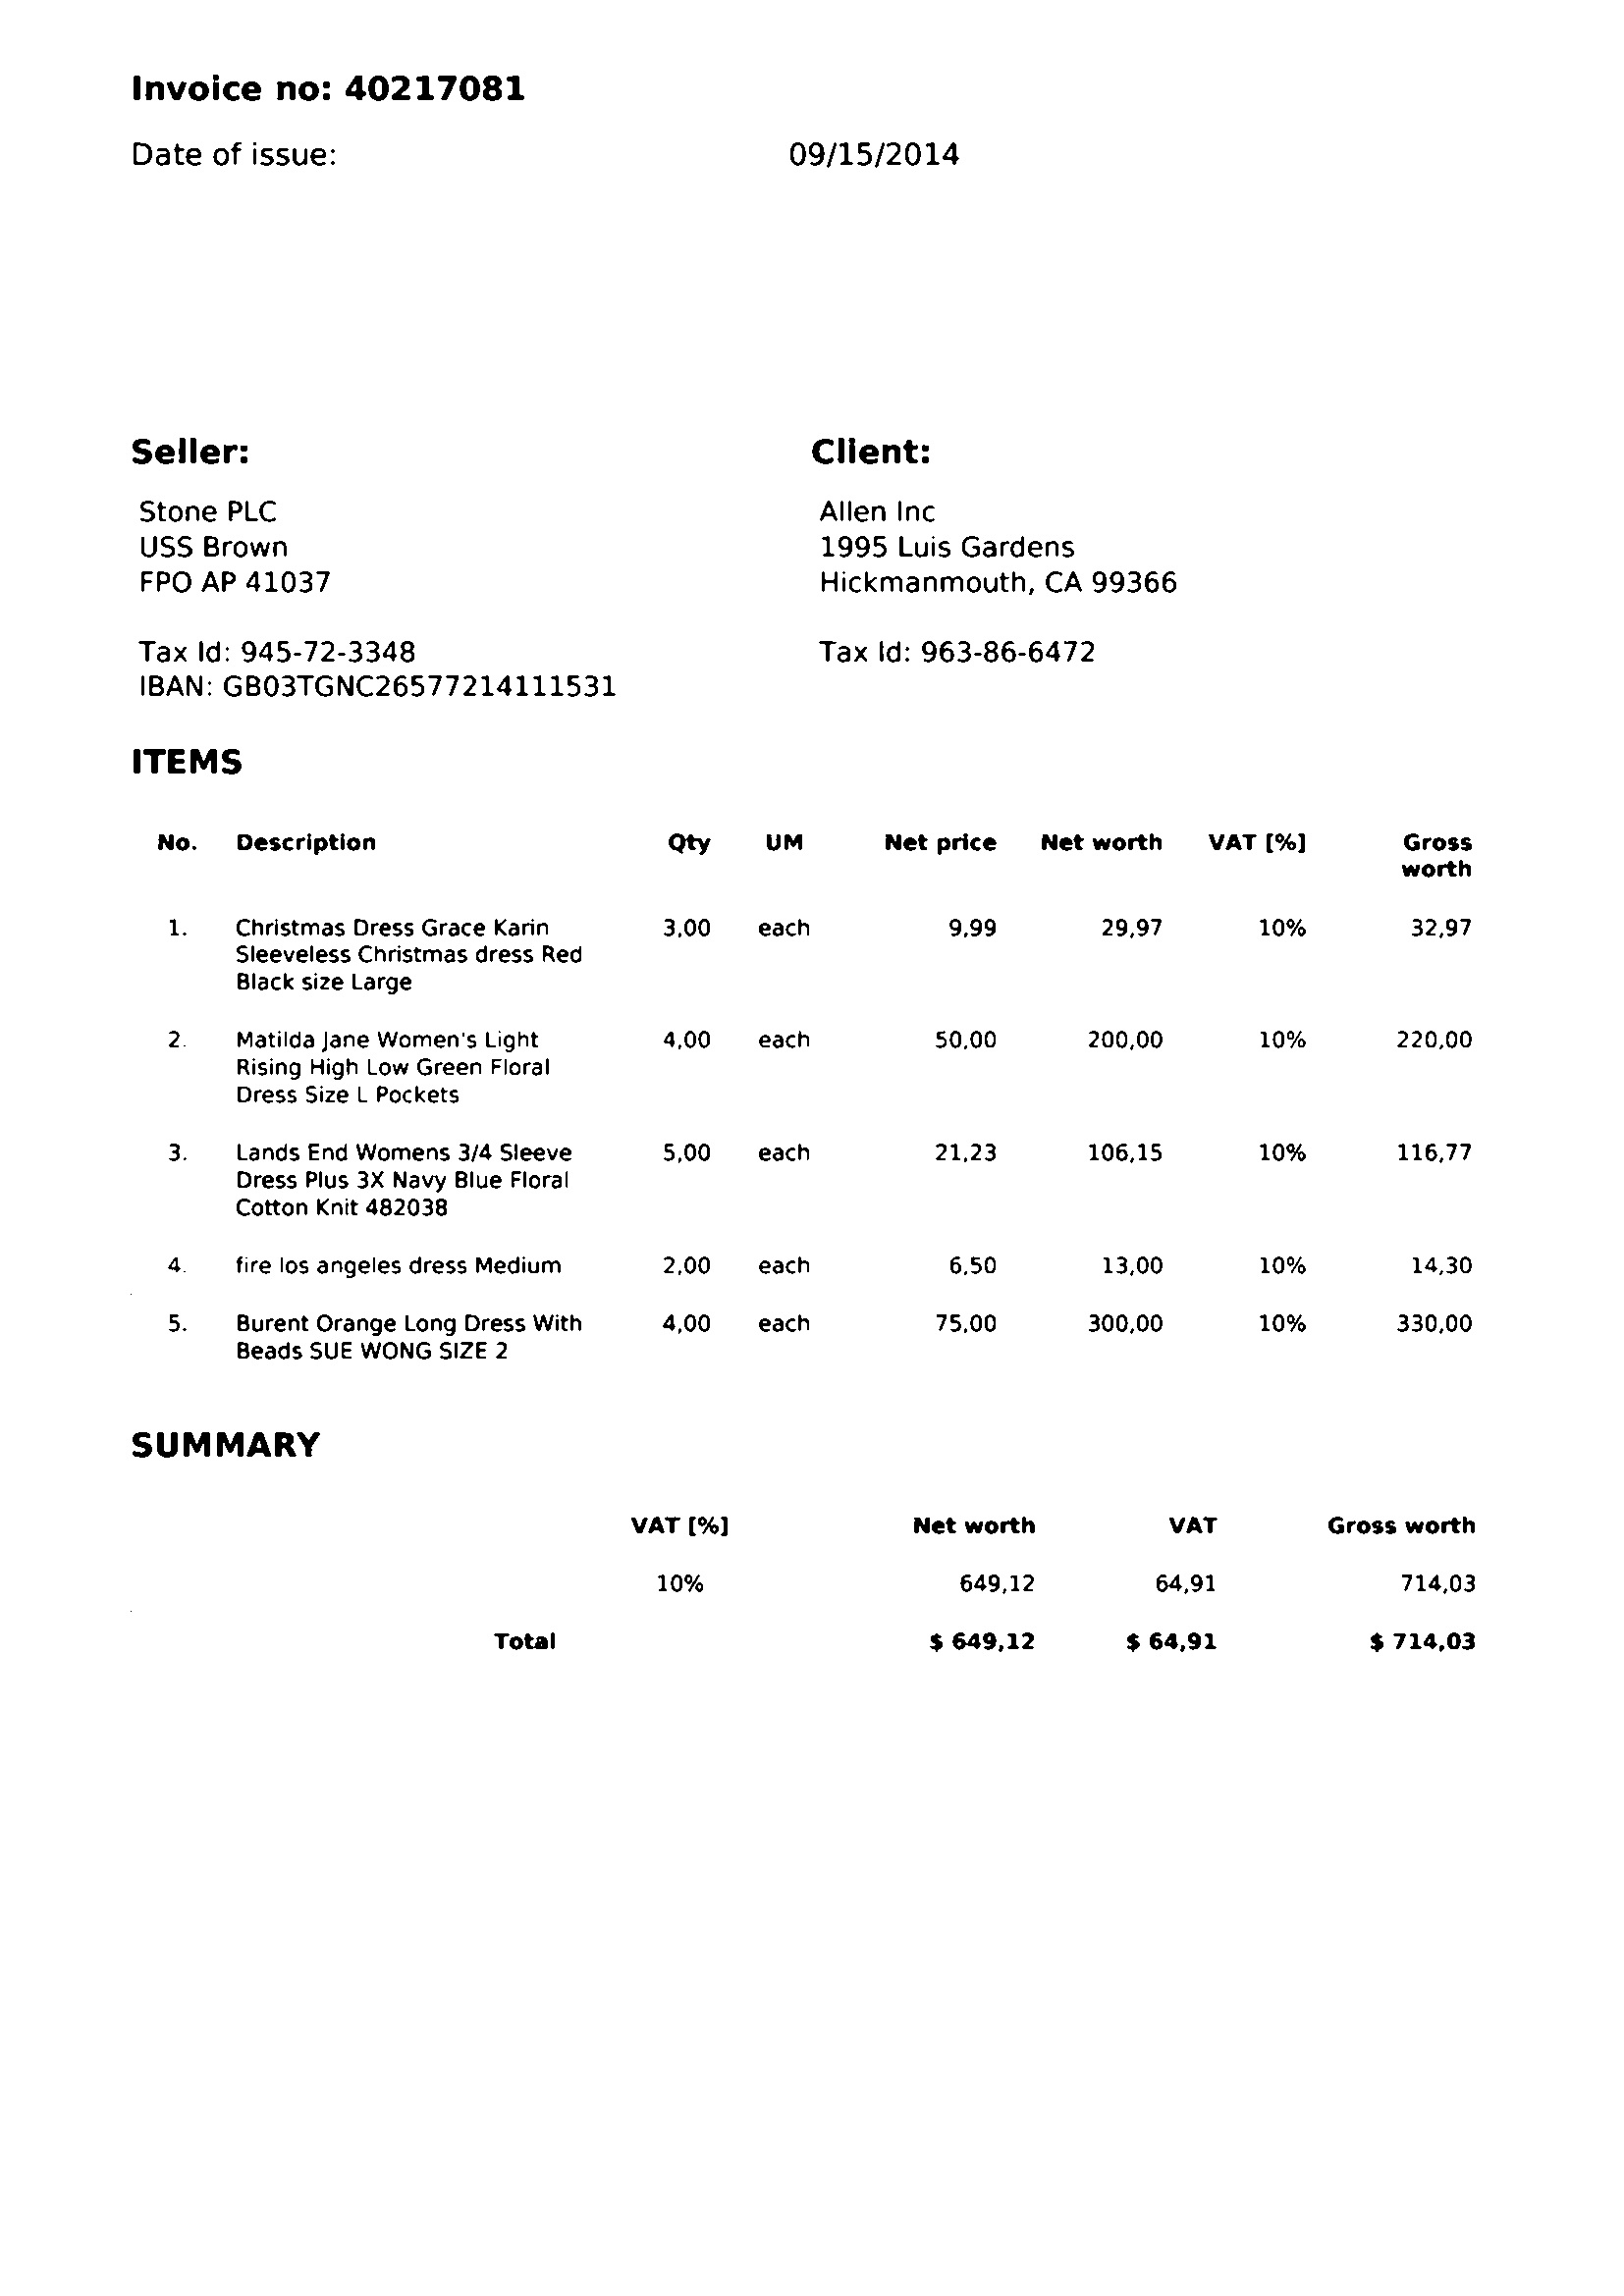 Invoice no: 40217081
Date of issue: 09/15/2014
Seller: Client:
Stone PLC Allen Inc
USS Brown 1995 Luis Gardens
FPO AP 41037 Hickmanmouth, CA 99366
Tax Id: 945-72-3348 Tax Id: 963-86-6472
IBAN: GB03TGNC26577214111531
ITEMS
No. Description Qty UM Net price Net worth VAT [%] Gross
worth
1. Christmas Dress Grace Karin 3,00 each 9,99 29,97 10% 32,97
Sleeveless Christmas dress Red
Black size Large
2. Matilda Jane Women's Light 4,00 each 50,00 200,00 10% 220,00
Rising High Low Green Floral
Dress Size L Pockets
3. Lands End Womens 3/4 Sleeve 5,00 each 21,23 106,15 10% 116,77
Dress Plus 3X Navy Blue Floral
Cotton Knit 482038
4. fire los angeles dress Medium 2,00 each 6,50 13,00 10% 14,30
5. Burent Orange Long Dress With 4,00 each 75,00 300,00 10% 330,00
Beads SUE WONG SIZE 2
SUMMARY
VAT [%] Net worth VAT Gross worth
10% 649,12 64,91 714,03
Total $ 649,12 $ 64,91 $ 714,03